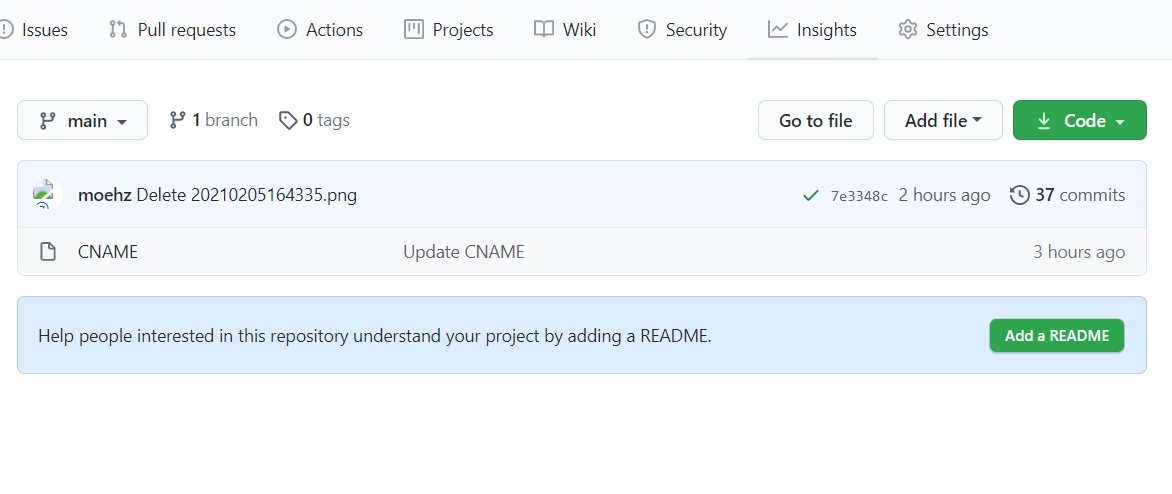 Issues Pull requests Actions Projects Wiki Security Insights Settings
main 1 branch 0 tags Go to file Add file Code
moehz Delete 20210205164335.png 7e3348c 2 hours ago 37 commits
CNAME Update CNAME 3 hours ago
Help people interested in this repository understand your project by adding a README. Add a README